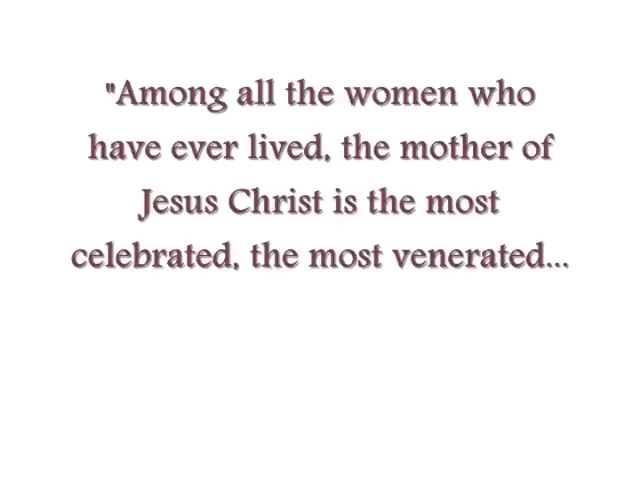 "Among all the women who
have ever lived, the mother of
Jesus Christ is the most
celebrated, the most venerated...